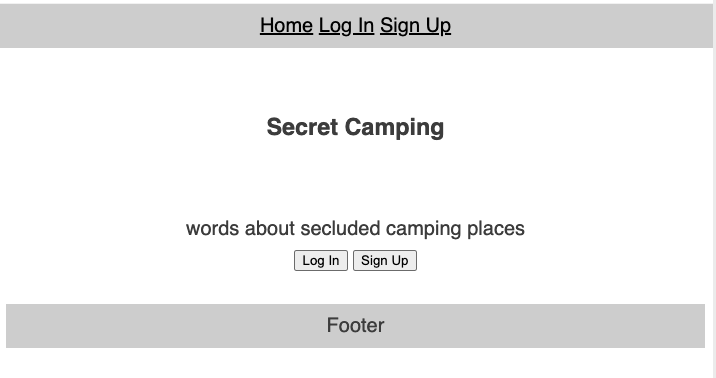 Home Log In Sign Up
Secret Camping
words about secluded camping places
Log In Sign Up
Footer